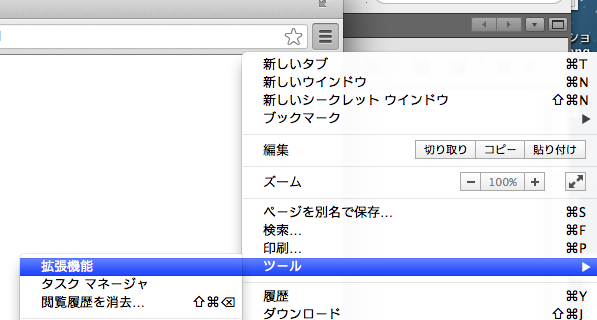 新しいタブ ⌘T
新しいウインドウ ⌘N
新しいシークレット ウインドウ ⇧⌘N
ブックマーク ▶
編集 切り取り コピー 貼り付け
ズーム − 100% +
ページを別名で保存... ⌘S
検索... ⌘F
印刷... ⌘P
ツール ▶
拡張機能
タスク マネージャ
閲覧履歴を消去... ⇧⌘⌫
履歴 ⌘Y
ダウンロード ⇧⌘J